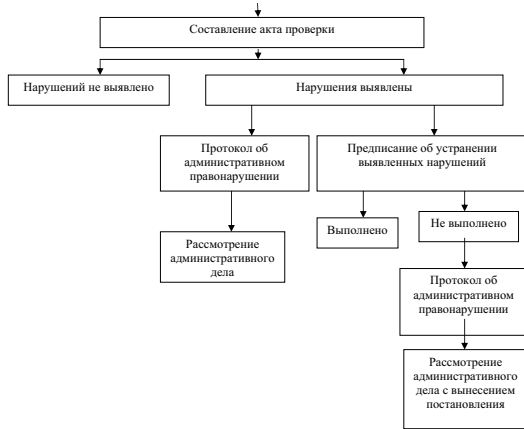 Составление акта проверки
Нарушений не выявлено
Нарушения выявлены
Протокол об
административном
правонарушении
Предписание об устранении
выявленных нарушений
Выполнено
Не выполнено
Рассмотрение
административного
дела
Протокол об
административном
правонарушении
Рассмотрение
административного
дела с вынесением
постановления